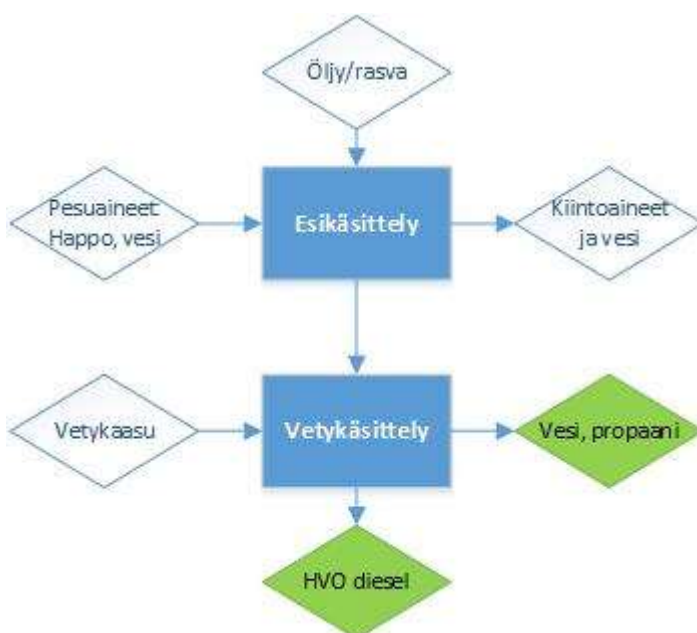 Öljy/rasva
Pesuaineet:
Happo, vesi
Esikäsittely
Kiintoaineet
ja vesi
Vetykaasu
Vetykäsittely
Vesi, propaani
HVO diesel